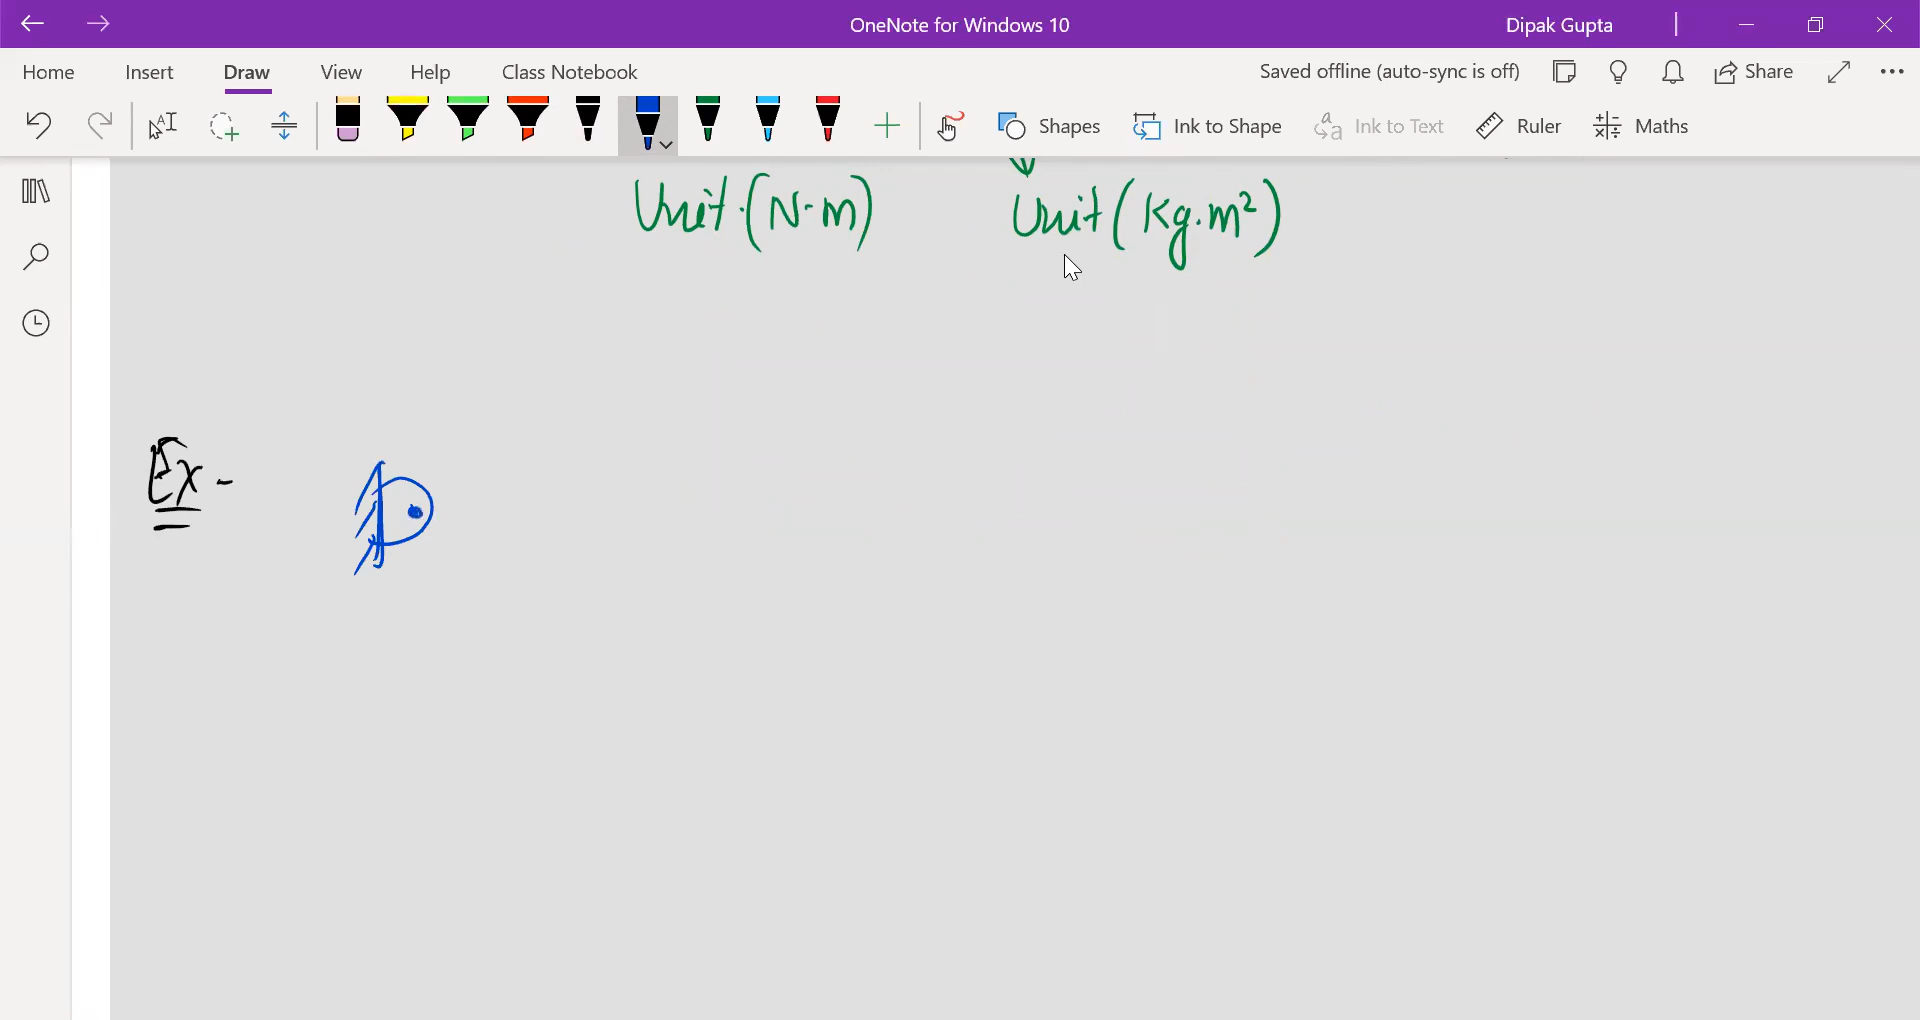 OneNote for Windows 10 Dipak Gupta
Home Insert Draw View Help Class Notebook Saved offline (auto-sync is off) Share
Shapes Ink to Shape Ink to Text Ruler Maths
Unit.(N-m) Unit(Kg.m²)
Ex -